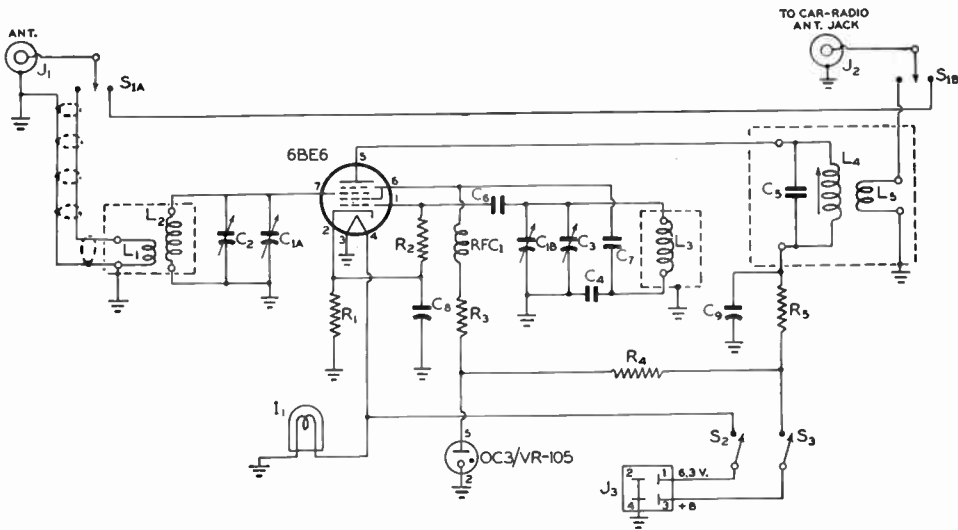 ANT.
J1
S1A
TO CAR-RADIO
ANT. JACK
J2
S1B
6BE6
5
7
6
1
2
3
4
L1
L2
C2
C1A
R1
R2
C8
RFC1
R3
C6
C1B
C3
C4
C7
L3
C5
L4
L5
C9
R5
R4
I1
5
OC3/VR-105
2
S2
S3
J3
2
1
6.3 V.
4
3
+B